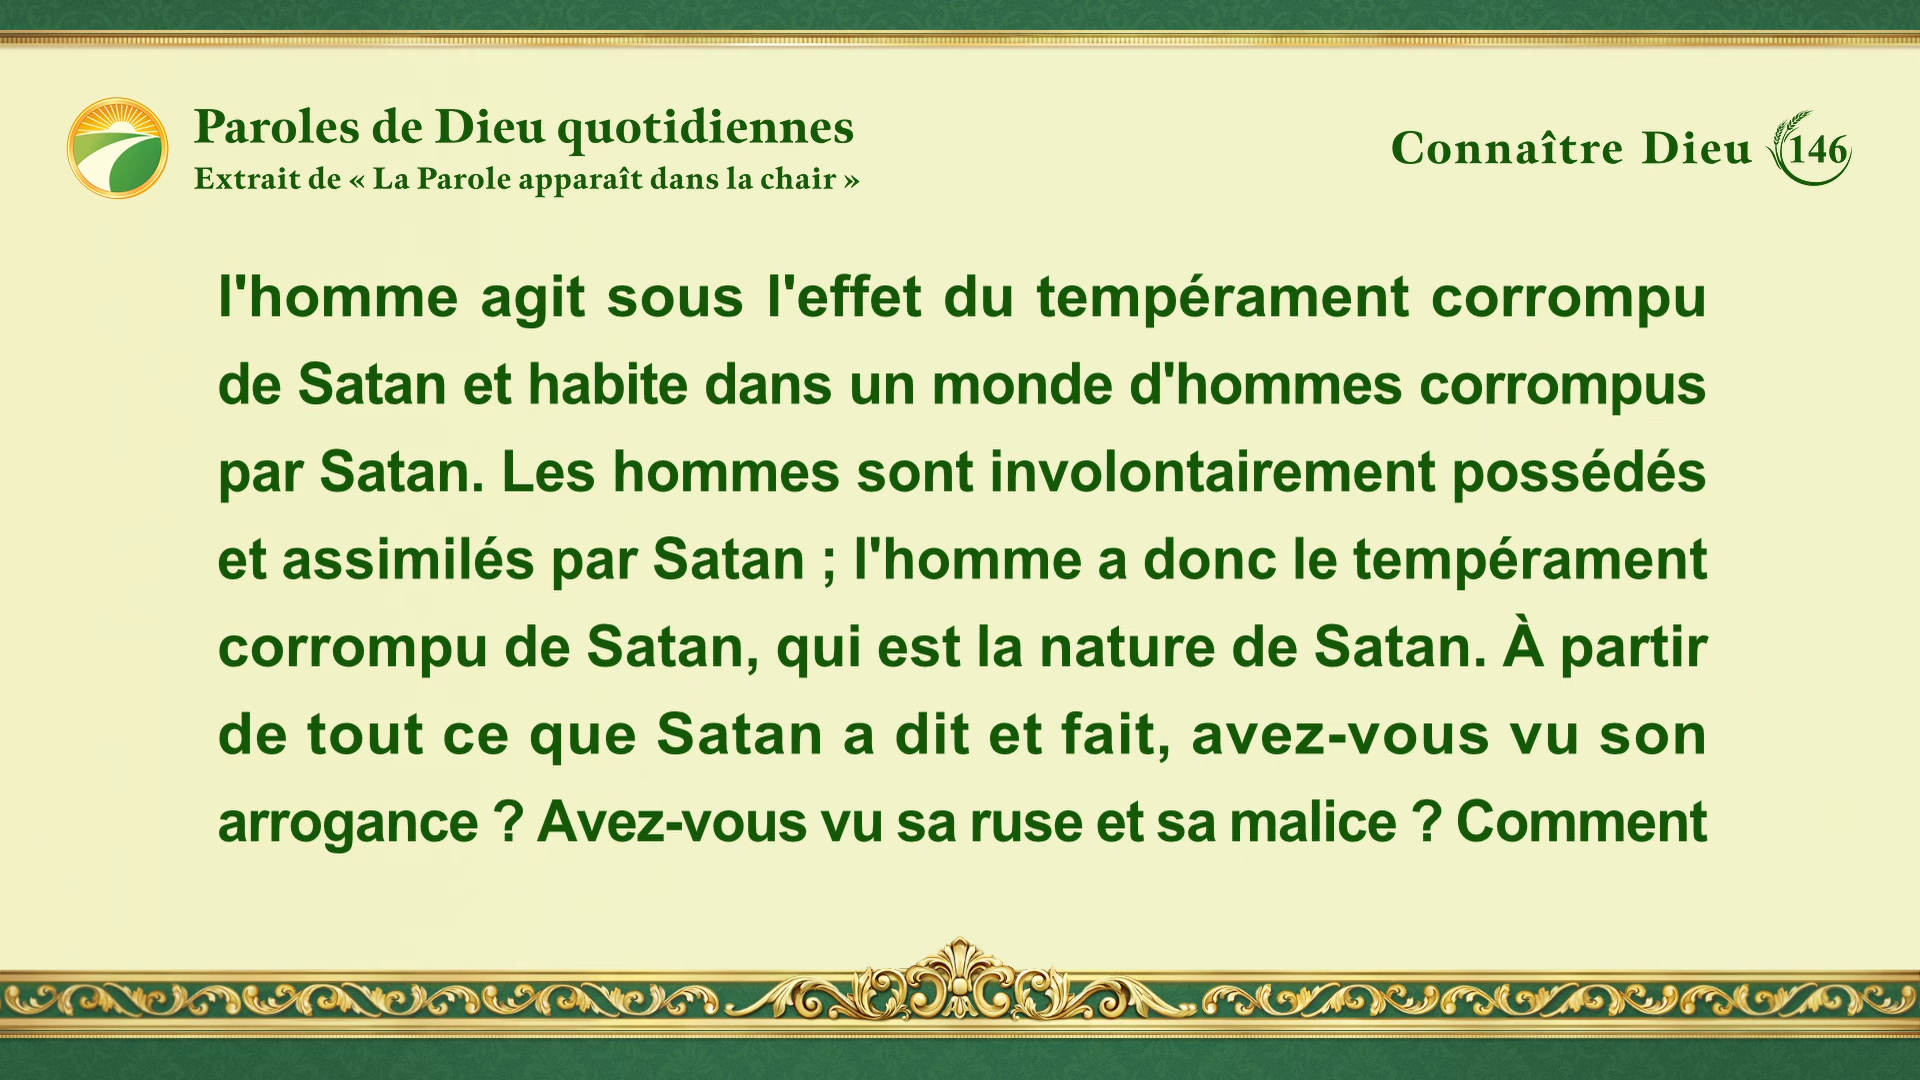 Paroles de Dieu quotidiennes
Extrait de « La Parole apparaît dans la chair »
Connaître Dieu 146
l'homme agit sous l'effet du tempérament corrompu
de Satan et habite dans un monde d'hommes corrompus
par Satan. Les hommes sont involontairement possédés
et assimilés par Satan ; l'homme a donc le tempérament
corrompu de Satan, qui est la nature de Satan. À partir
de tout ce que Satan a dit et fait, avez-vous vu son
arrogance ? Avez-vous vu sa ruse et sa malice ? Comment